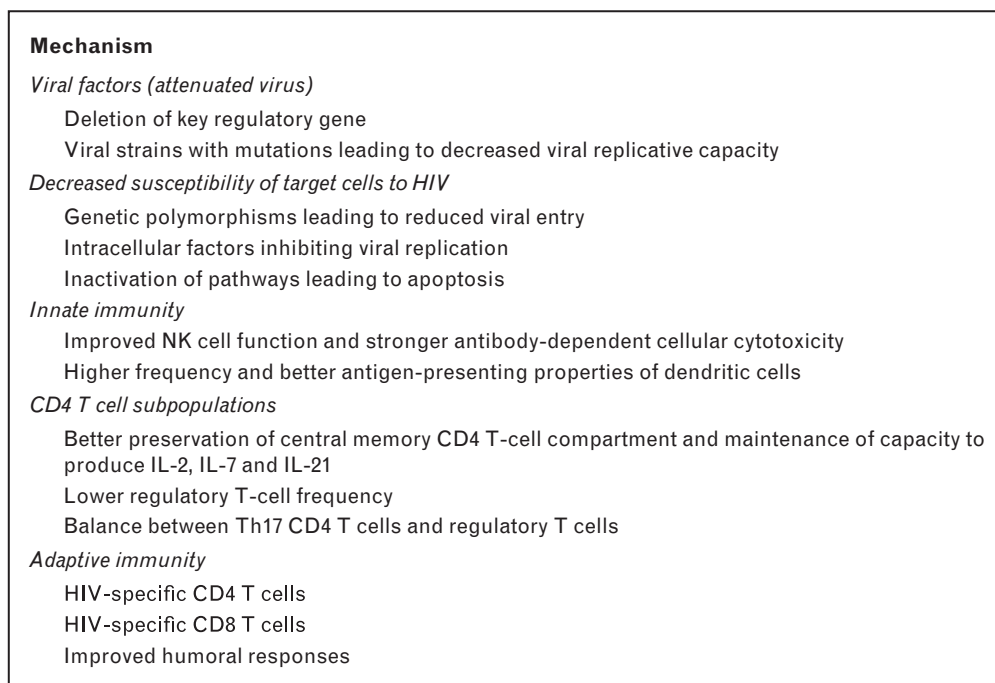 Mechanism
Viral factors (attenuated virus)
Deletion of key regulatory gene
Viral strains with mutations leading to decreased viral replicative capacity
Decreased susceptibility of target cells to HIV
Genetic polymorphisms leading to reduced viral entry
Intracellular factors inhibiting viral replication
Inactivation of pathways leading to apoptosis
Innate immunity
Improved NK cell function and stronger antibody-dependent cellular cytotoxicity
Higher frequency and better antigen-presenting properties of dendritic cells
CD4 T cell subpopulations
Better preservation of central memory CD4 T-cell compartment and maintenance of capacity to
produce IL-2, IL-7 and IL-21
Lower regulatory T-cell frequency
Balance between Th17 CD4 T cells and regulatory T cells
Adaptive immunity
HIV-specific CD4 T cells
HIV-specific CD8 T cells
Improved humoral responses